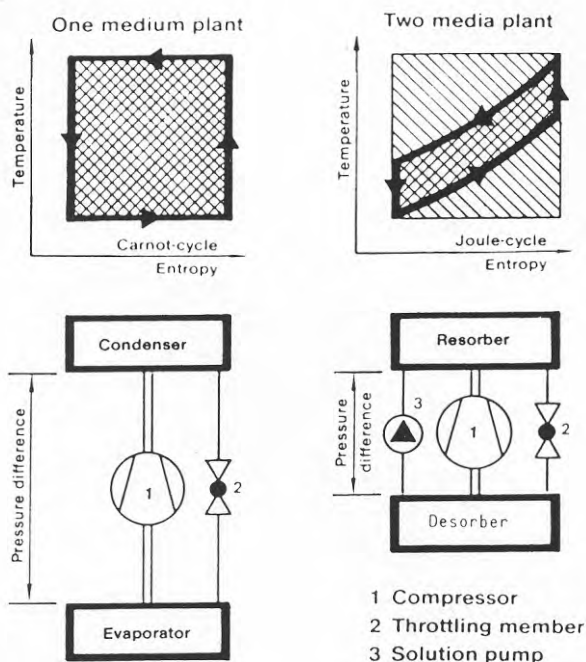 One medium plant
Two media plant
Temperature
Carnot-cycle
Entropy
Temperature
Joule-cycle
Entropy
Condenser
Pressure difference
1
2
Evaporator
Resorber
Pressure
difference
3
1
2
Desorber
1 Compressor
2 Throttling member
3 Solution pump